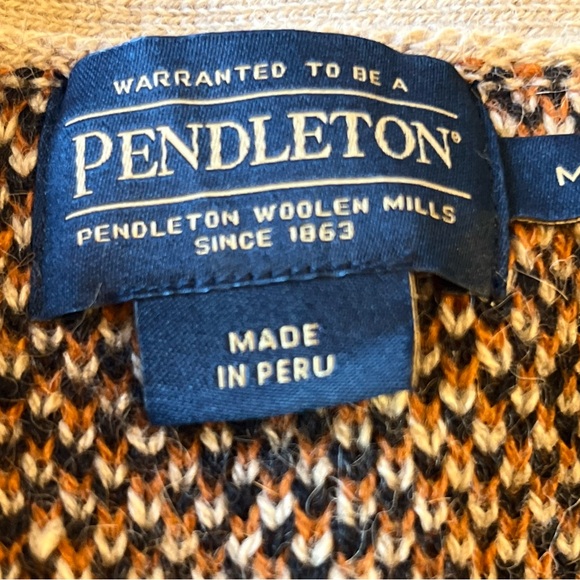 WARRANTED TO BE A
PENDLETON®
PENDLETON WOOLEN MILLS
SINCE 1863
M
MADE
IN PERU